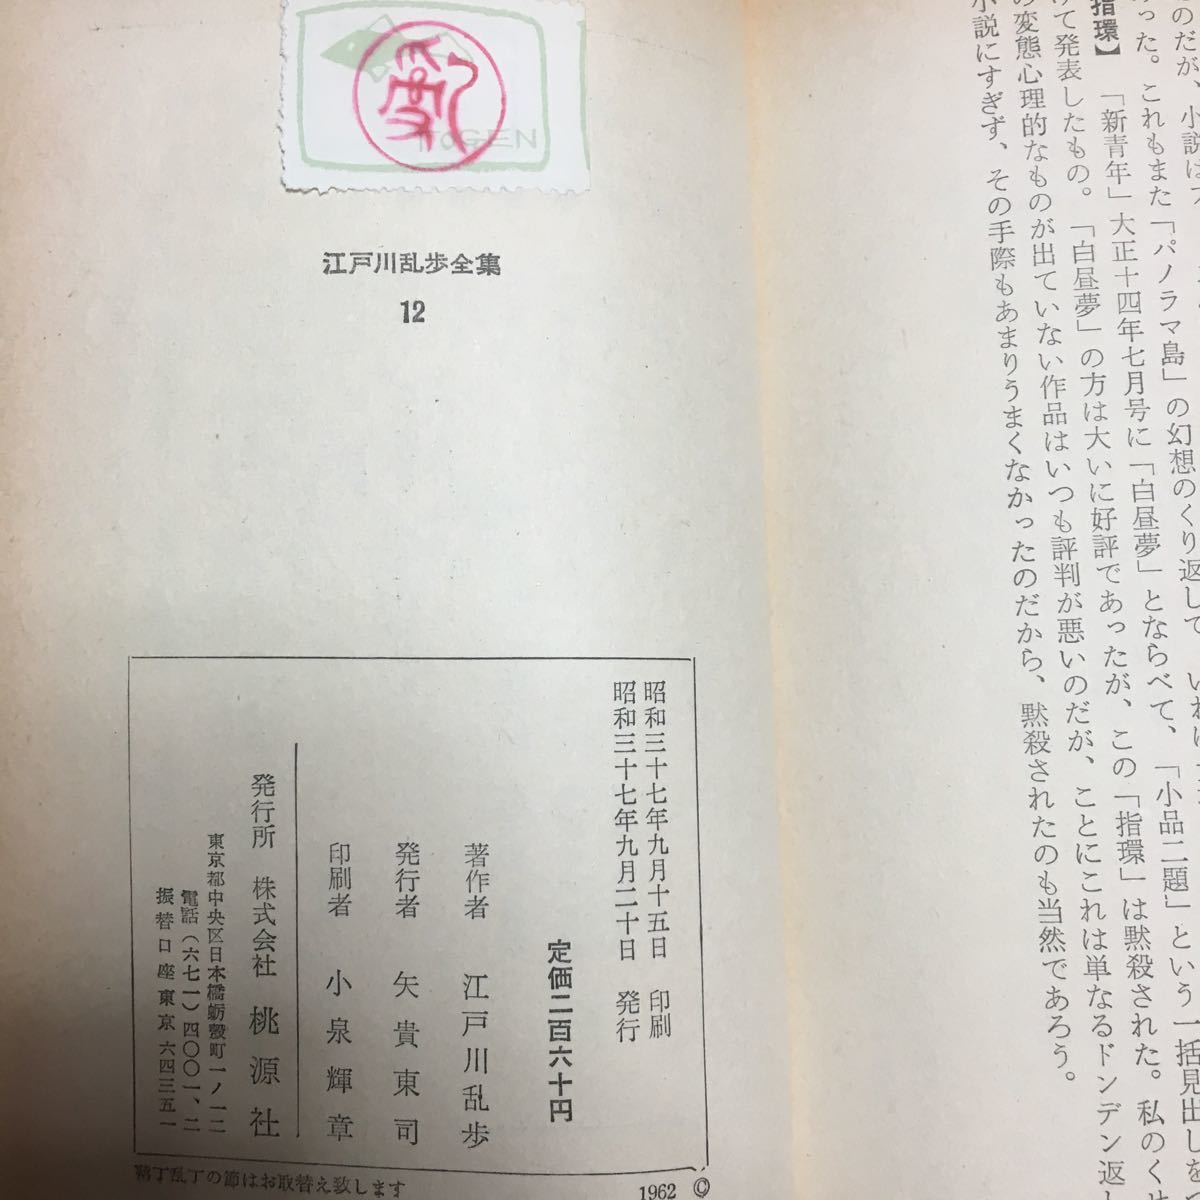 のだが、小説は
った。これもまた「パノラマ島」の幻想のくり返しで、
指環】　「新青年」大正十四年七月号に「白昼夢」とならべて、「小品二題」という一括見出しを
けて発表したもの。「白昼夢」の方は大いに好評であったが、この「指環」は黙殺された。私の
の変態心理的なものが出ていない作品はいつも評判が悪いのだが、ことにこれは単なるドンデン返
小説にすぎず、その手際もあまりうまくなかったのだから、黙殺されたのも当然であろう。
TOGEN
江戸川乱歩全集
12
昭和三十七年九月十五日　印刷
昭和三十七年九月二十日　発行
定価二百六十円
著作者　江戸川乱歩
発行者　矢貴東司
印刷者　小泉輝章
発行所　株式会社　桃源社
東京都中央区日本橋蛎殻町一ノ一二
電話（六七一）四〇〇一、二
振替口座東京六四三五一
落丁乱丁の節はお取替え致します
1962 ©